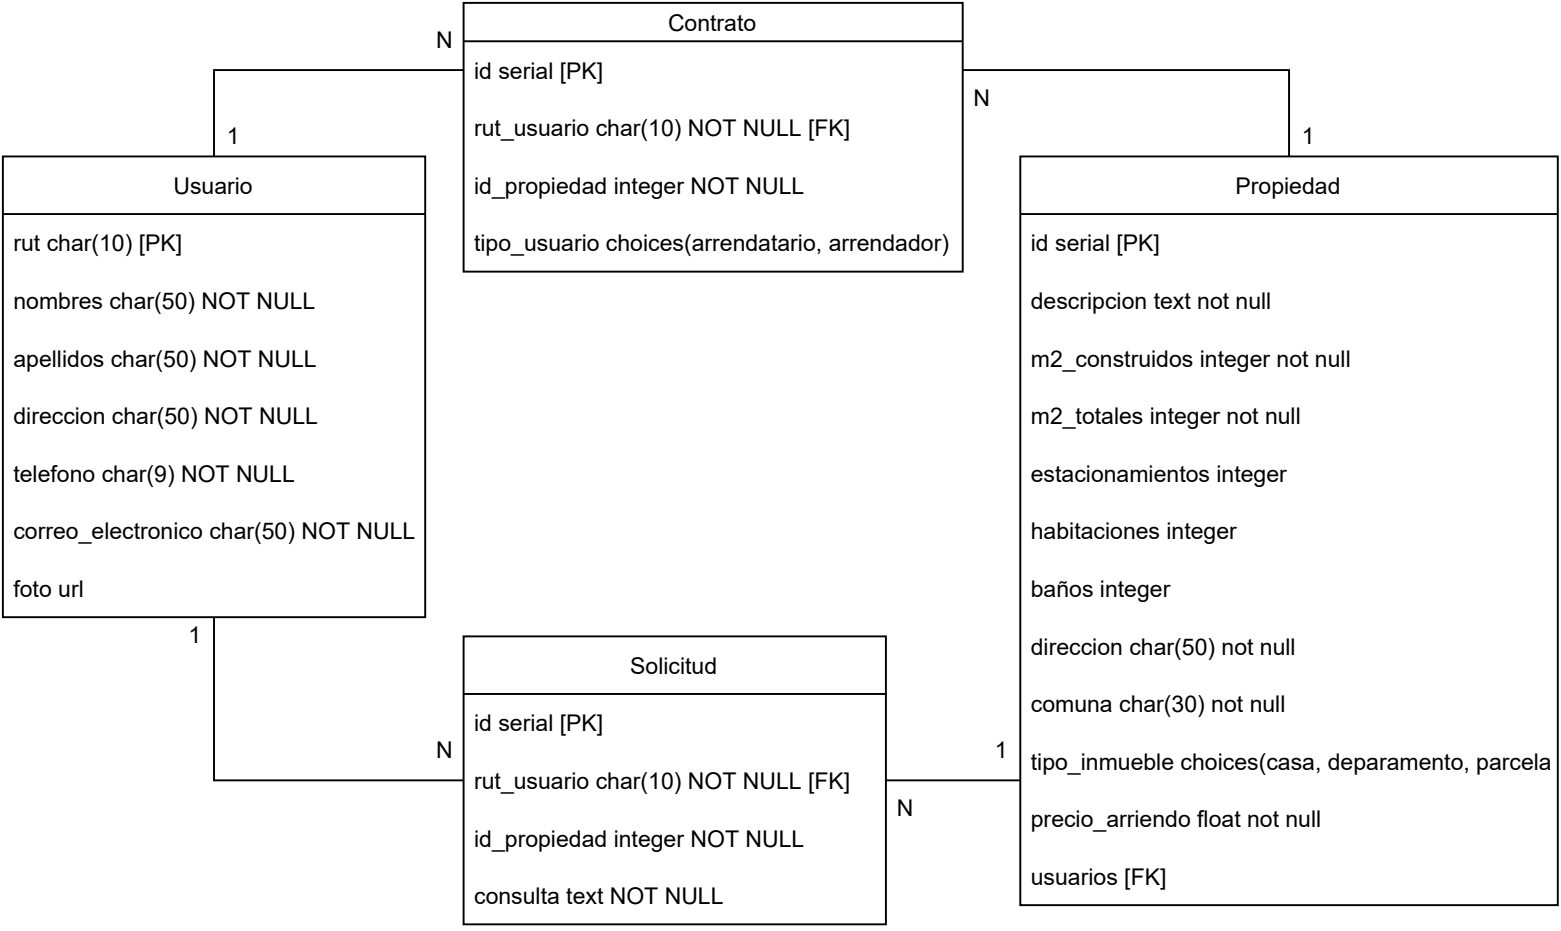 Contrato
N
id serial [PK]
N
rut_usuario char(10) NOT NULL [FK]
id_propiedad integer NOT NULL
tipo_usuario choices(arrendatario, arrendador)
1
1
Usuario
rut char(10) [PK]
nombres char(50) NOT NULL
apellidos char(50) NOT NULL
direccion char(50) NOT NULL
telefono char(9) NOT NULL
correo_electronico char(50) NOT NULL
foto url
1
Propiedad
id serial [PK]
descripcion text not null
m2_construidos integer not null
m2_totales integer not null
estacionamientos integer
habitaciones integer
baños integer
direccion char(50) not null
comuna char(30) not null
tipo_inmueble choices(casa, deparamento, parcela
precio_arriendo float not null
usuarios [FK]
Solicitud
id serial [PK]
N
1
rut_usuario char(10) NOT NULL [FK]
N
id_propiedad integer NOT NULL
consulta text NOT NULL